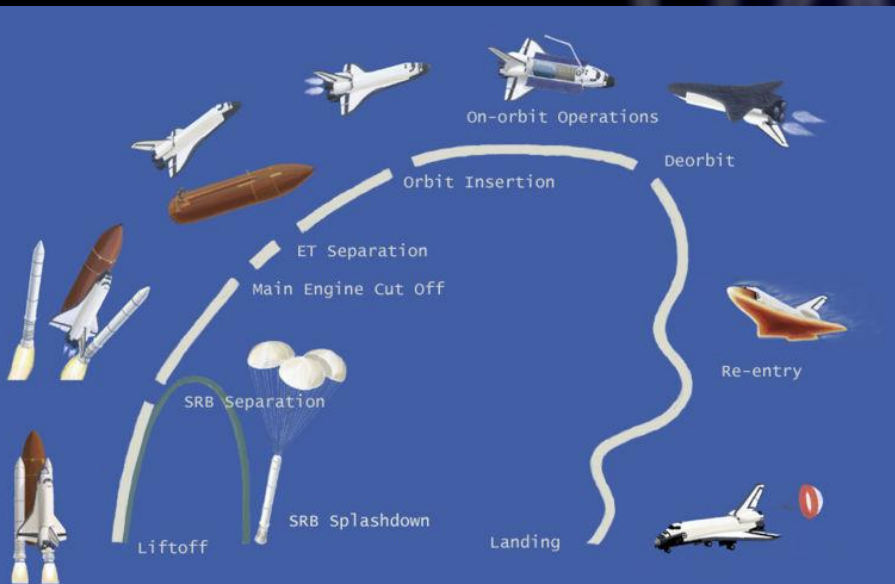 On-orbit Operations
Deorbit
Orbit Insertion
ET Separation
Main Engine Cut Off
Re-entry
SRB Separation
SRB Splashdown
Liftoff
Landing